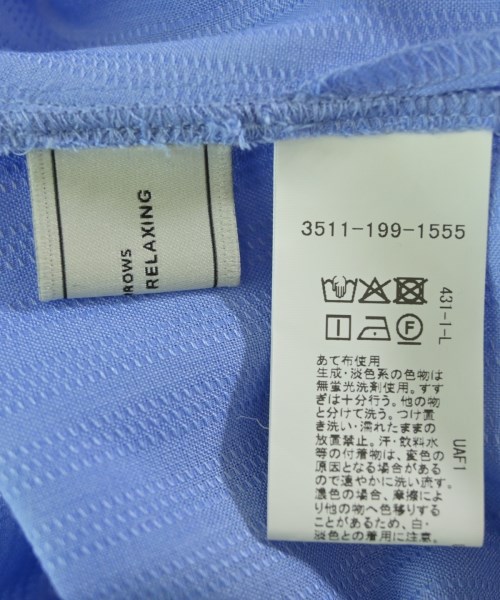 ROWS
RELAXING
3511-199-1555
431-I-L
あて布使用
生成・淡色系の色物は
無蛍光洗剤使用。すす
ぎは十分行う。他の物
と分けて洗う。つけ置
き洗い・濡れたままの
放置禁止。汗・飲料水
等の付着物は、変色の
原因となる場合がある
ので速やかに洗い流す。
濃色の場合、摩擦によ
り他の物へ色移りする
ことがあるため、白・
淡色との着用に注意。
UAF1